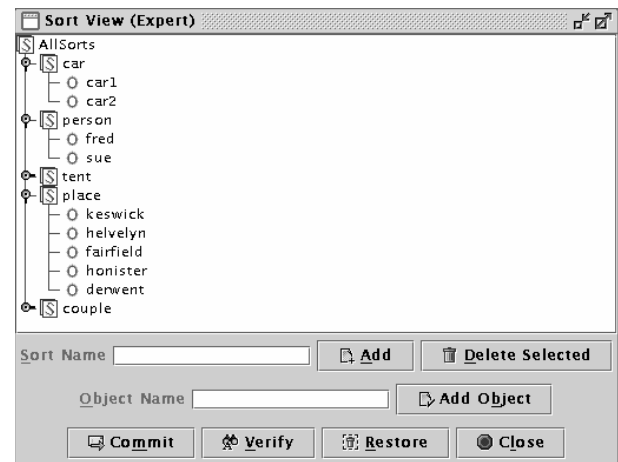 Sort View (Expert)
AllSorts
car
car1
car2
person
fred
sue
tent
place
keswick
helvelyn
fairfield
honister
derwent
couple
Sort Name Add Delete Selected
Object Name Add Object
Commit Verify Restore Close